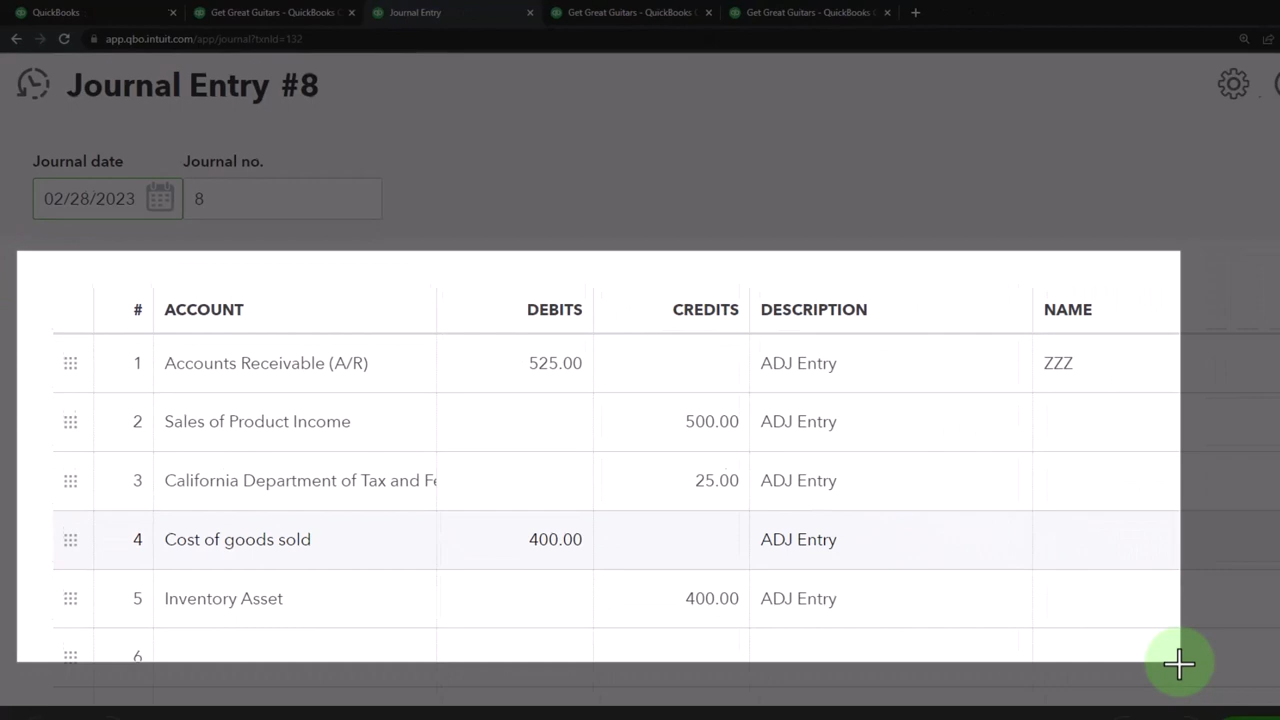 QuickBooks
Get Great Guitars - QuickBooks
Journal Entry
Get Great Guitars - QuickBooks
Get Great Guitars - QuickBooks
app.qbo.intuit.com/app/journal?txnId=132
Journal Entry #8
Journal date Journal no.
02/28/2023 8
# ACCOUNT DEBITS CREDITS DESCRIPTION NAME
1 Accounts Receivable (A/R) 525.00 ADJ Entry ZZZ
2 Sales of Product Income 500.00 ADJ Entry
3 California Department of Tax and Fe 25.00 ADJ Entry
4 Cost of goods sold 400.00 ADJ Entry
5 Inventory Asset 400.00 ADJ Entry
6